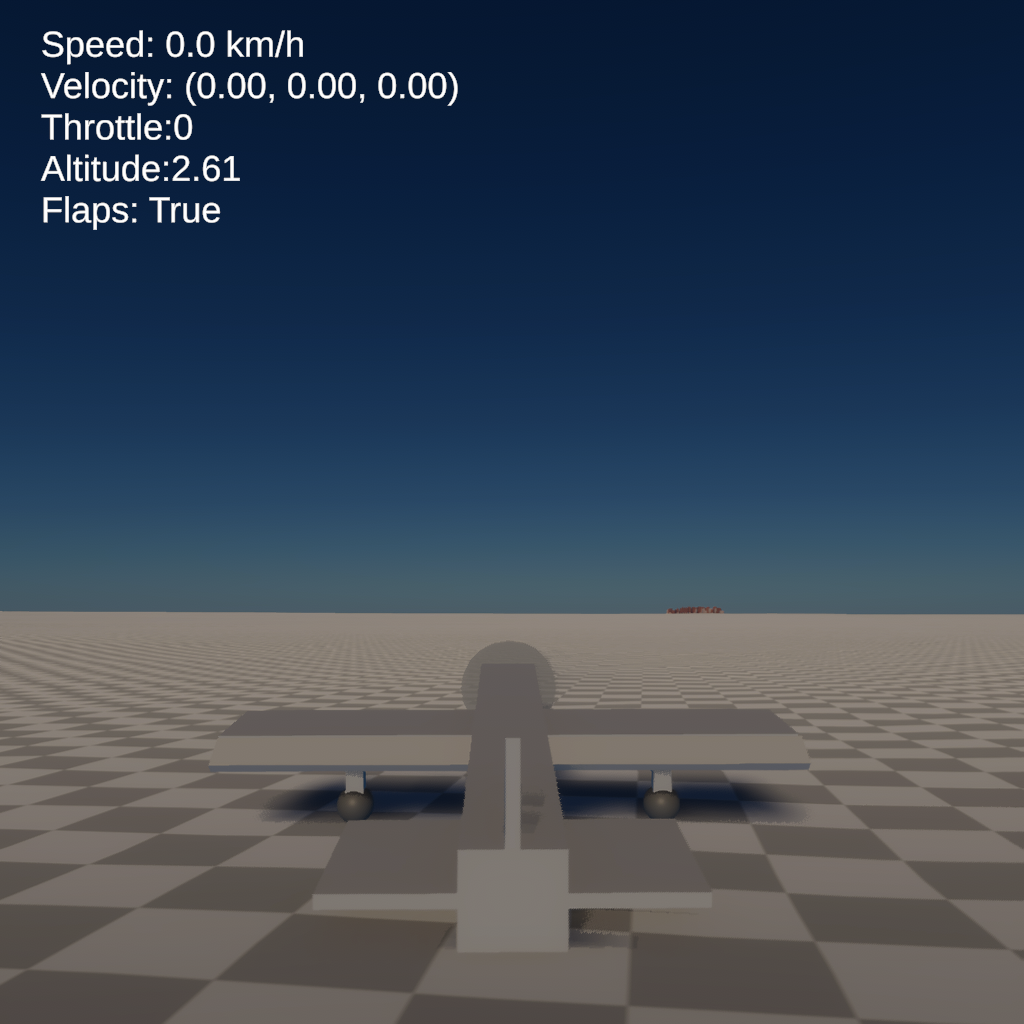 Speed: 0.0 km/h
Velocity: (0.00, 0.00, 0.00)
Throttle:0
Altitude:2.61
Flaps: True